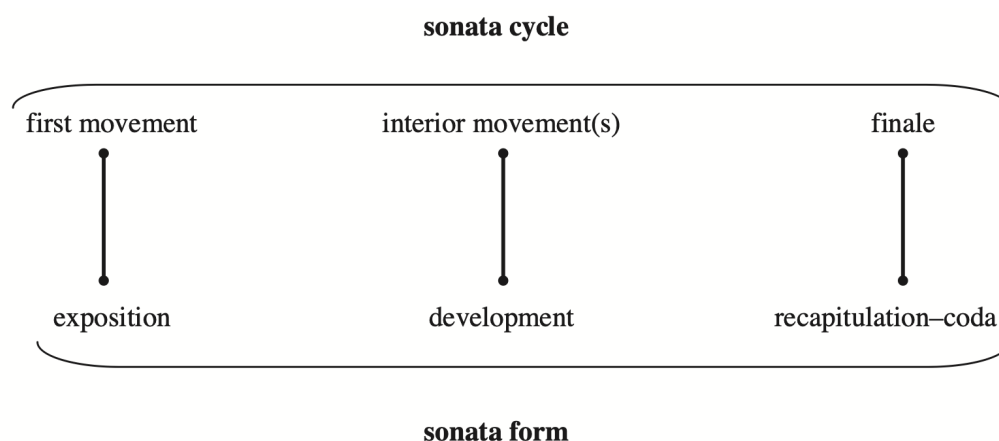 sonata cycle
first movement interior movement(s) finale
exposition development recapitulation–coda
sonata form